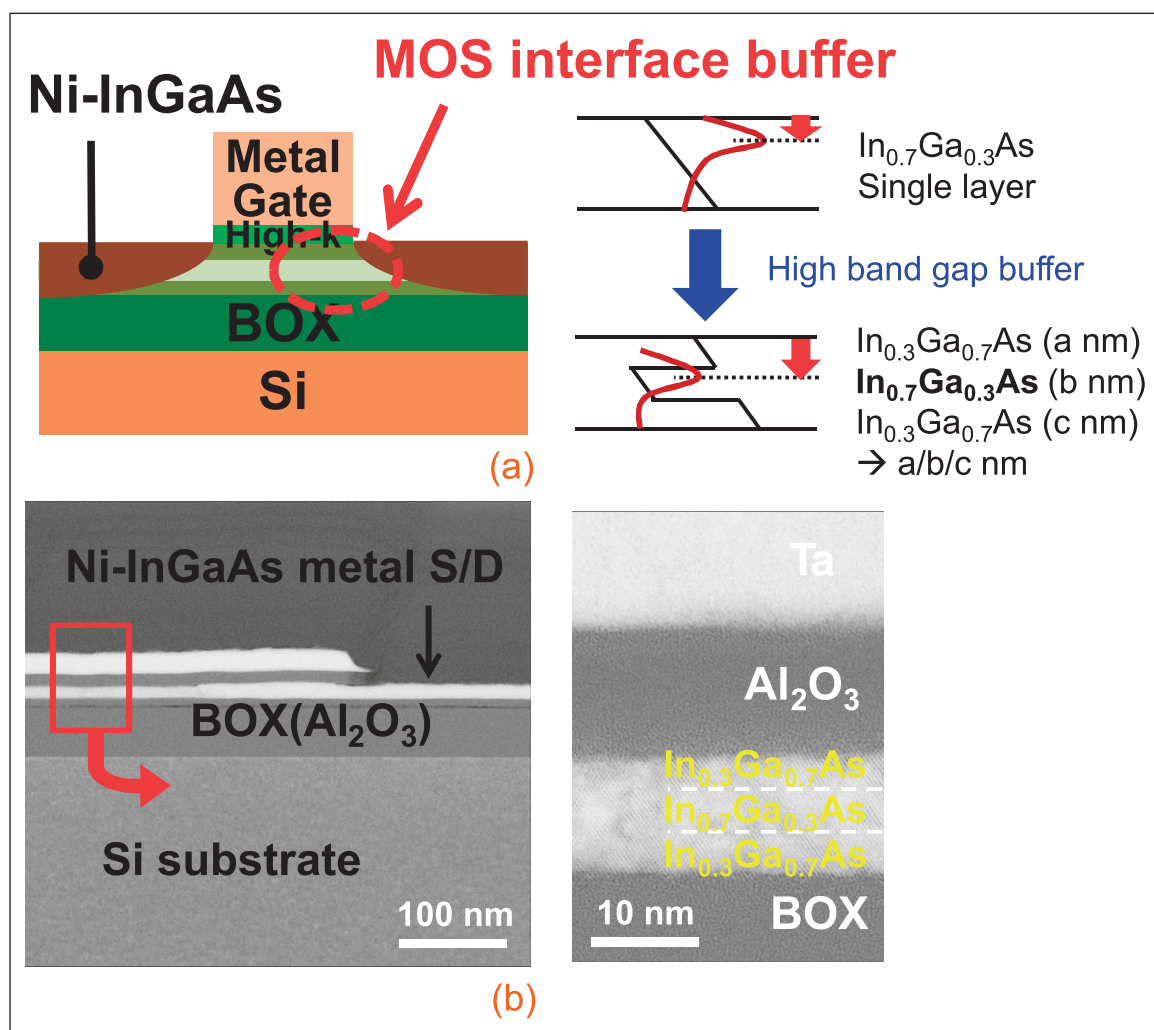 MOS interface buffer
Ni-InGaAs
Metal
Gate
High-k
BOX
Si
In₀.₇Ga₀.₃As
Single layer
High band gap buffer
In₀.₃Ga₀.₇As (a nm)
In₀.₇Ga₀.₃As (b nm)
In₀.₃Ga₀.₇As (c nm)
→ a/b/c nm
(a)
Ni-InGaAs metal S/D
BOX(Al₂O₃)
Si substrate
100 nm
Ta
Al₂O₃
In₀.₃Ga₀.₇As
In₀.₇Ga₀.₃As
In₀.₃Ga₀.₇As
BOX
10 nm
(b)